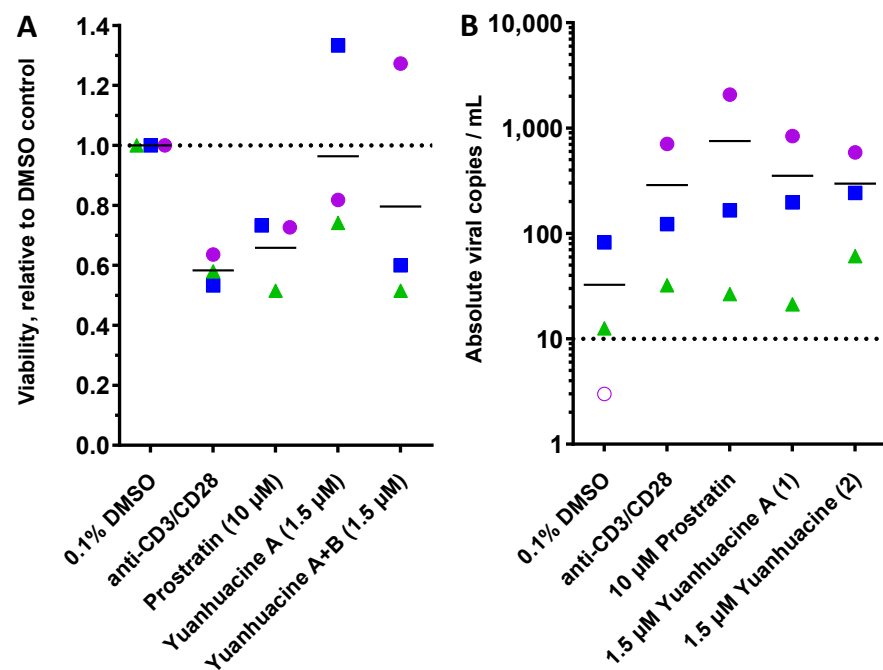 A
Viability, relative to DMSO control
1.4
1.2
1.0
0.8
0.6
0.4
0.2
0.0
0.1% DMSO
anti-CD3/CD28
Prostratin (10 µM)
Yuanhuacine A (1.5 µM)
Yuanhuacine A+B (1.5 µM)
B
Absolute viral copies / mL
10,000
1,000
100
10
1
0.1% DMSO
anti-CD3/CD28
10 µM Prostratin
1.5 µM Yuanhuacine A (1)
1.5 µM Yuanhuacine (2)